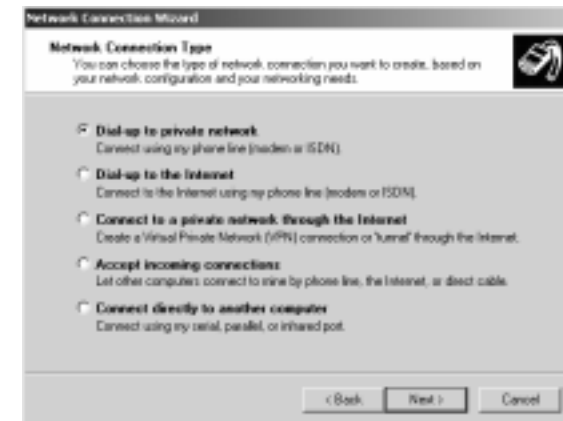 Network Connection Wizard
Network Connection Type
You can choose the type of network connection you want to create, based on
your network configuration and your networking needs.
Dial-up to private network
Connect using my phone line (modem or ISDN).
Dial-up to the Internet
Connect to the Internet using my phone line (modem or ISDN).
Connect to a private network through the Internet
Create a Virtual Private Network (VPN) connection or 'tunnel' through the Internet.
Accept incoming connections
Let other computers connect to mine by phone line, the Internet, or direct cable.
Connect directly to another computer
Connect using my serial, parallel, or infrared port.
< Back
Next >
Cancel